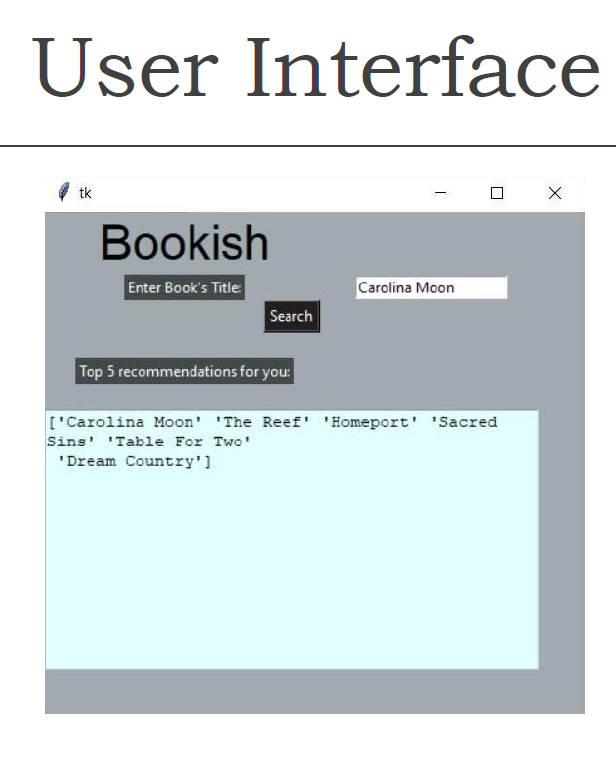 User Interface
tk
Bookish
Enter Book's Title:
Carolina Moon
Search
Top 5 recommendations for you:
['Carolina Moon' 'The Reef' 'Homeport' 'Sacred
Sins' 'Table For Two'
 'Dream Country']